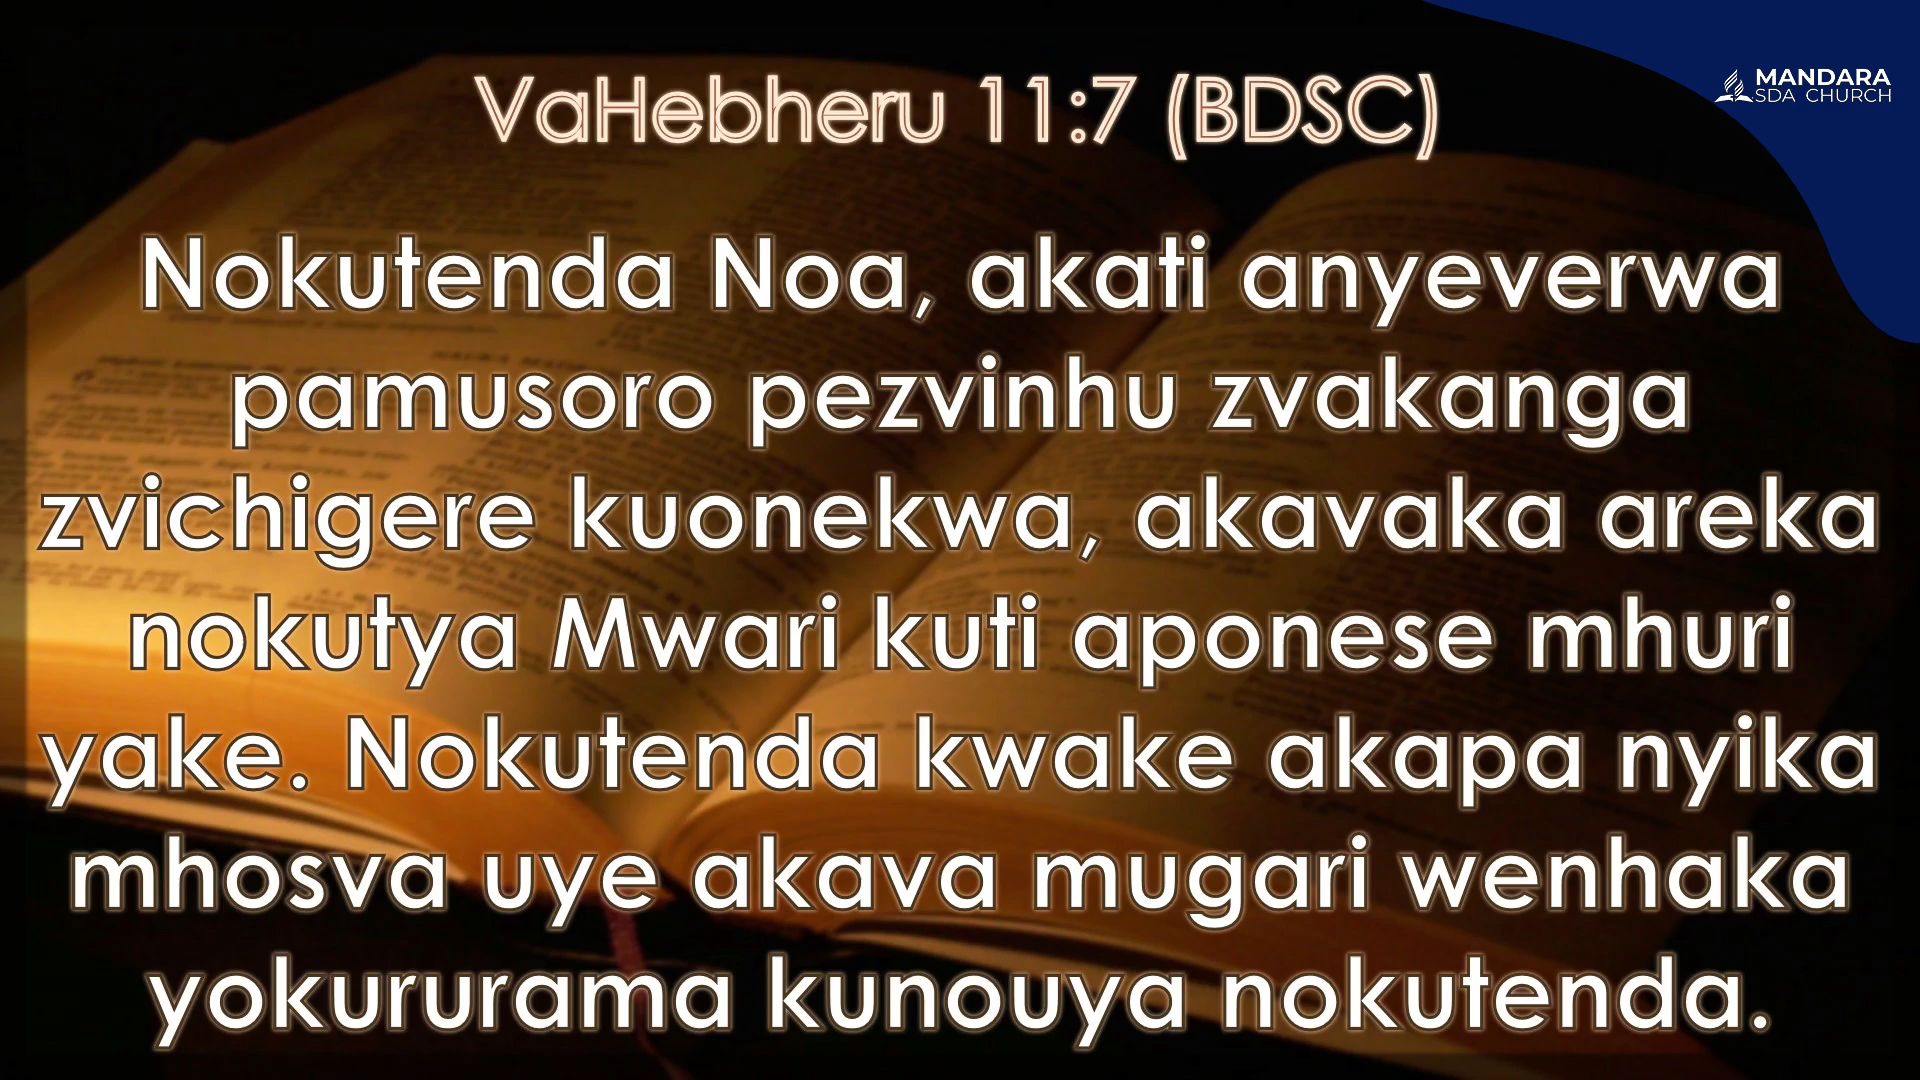 VaHebheru 11:7 (BDSC)
MANDARA
SDA CHURCH
Nokutenda Noa, akati anyeverwa
pamusoro pezvinhu zvakanga
zvichigere kuonekwa, akavaka areka
nokutya Mwari kuti aponese mhuri
yake. Nokutenda kwake akapa nyika
mhosva uye akava mugari wenhaka
yokururama kunouya nokutenda.